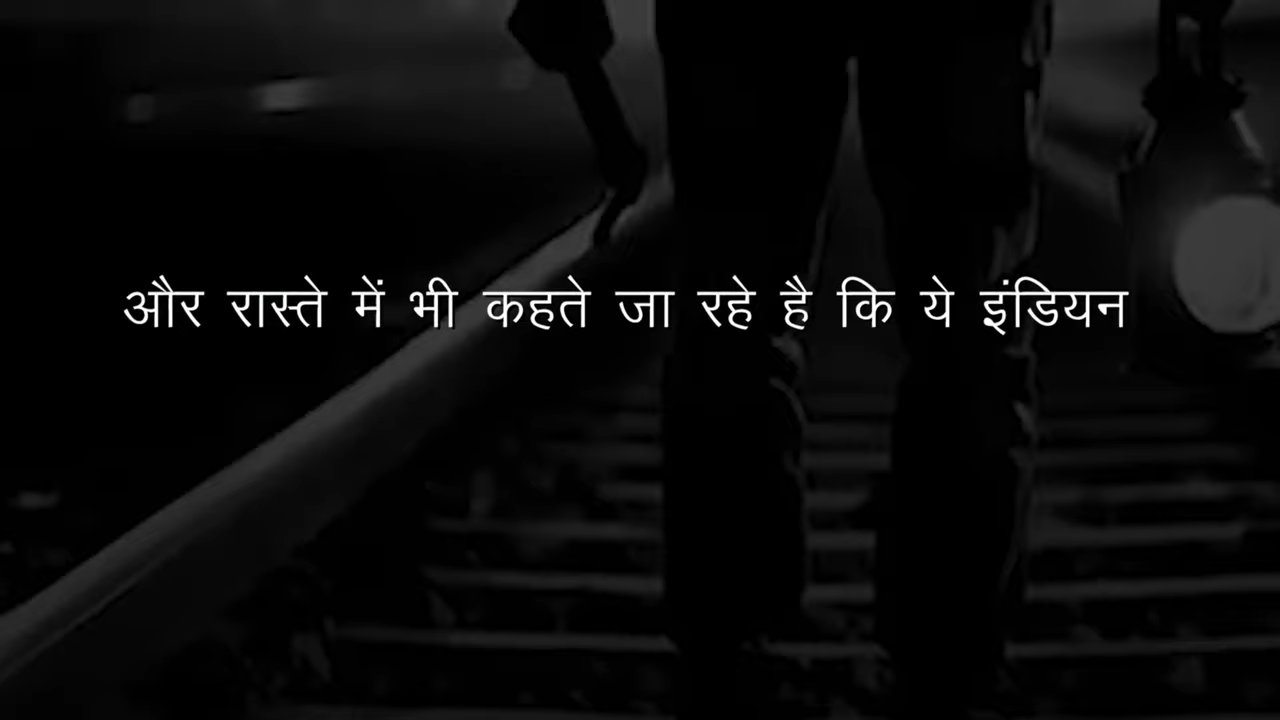 और रास्ते में भी कहते जा रहे है कि ये इंडियन